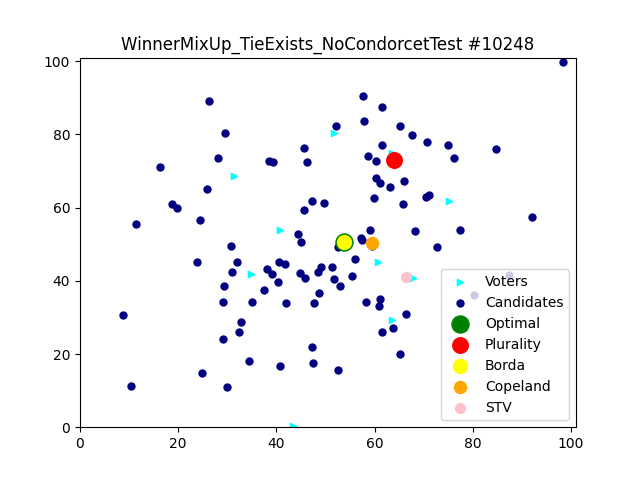 WinnerMixUp_TieExists_NoCondorcetTest #10248
100
80
60
40
20
0
Voters
Candidates
Optimal
Plurality
Borda
Copeland
STV
0 20 40 60 80 100